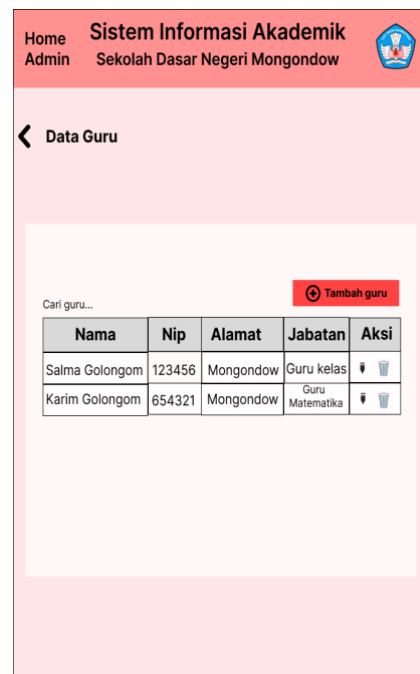 Home Admin
Sistem Informasi Akademik
Sekolah Dasar Negeri Mongondow
Data Guru
Tambah guru
Cari guru...
Nama Nip Alamat Jabatan Aksi
Salma Golongom 123456 Mongondow Guru kelas
Karim Golongom 654321 Mongondow Guru Matematika